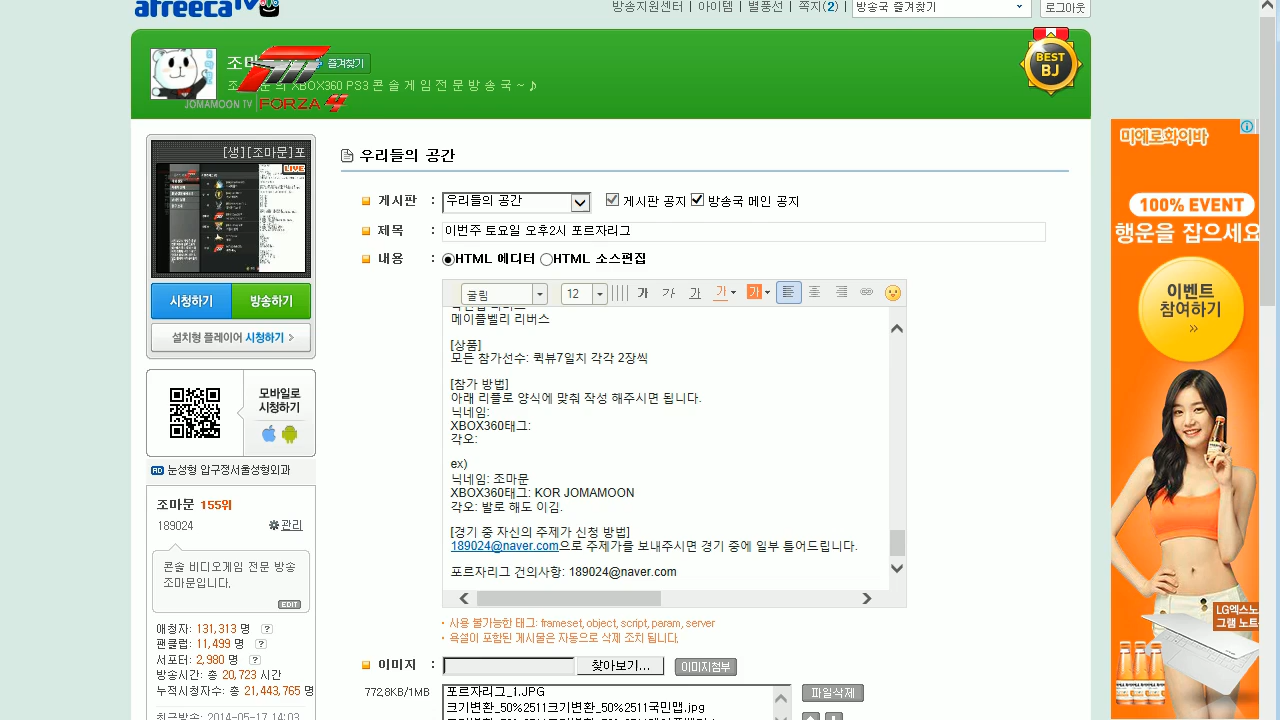 afreecaTV
방송지원센터 | 아이템 | 별풍선 | 쪽지(2) | 방송국 즐겨찾기 로그아웃
즐겨찾기
XBOX360 PS3 콘 솔 게 임 전 문 방 송 국 ~ ♪
JOMAMOON TV FORZA 4
BEST
BJ
[생][조마문]포
LIVE
시청하기 방송하기
설치형 플레이어 시청하기 >
모바일로
시청하기
AD 눈성형 압구정서울성형외과
조마문 155위
189024 관리
콘솔 비디오게임 전문 방송
조마문입니다.
EDIT
애청자: 131,313 명 [?]
팬클럽: 11,499 명 [?]
서포터: 2,980 명 [?]
방송시간: 총 20,723 시간
누적시청자수: 총 21,443,765 명
최근방송 2014-05-17 14:03
우리들의 공간
게시판 : 우리들의 공간 게시판 공지 방송국 메인 공지
제목 : 이번주 토요일 오후2시 포르자리그
내용 : HTML 에디터 HTML 소스편집
굴림 12 가 가 가 가 가
메이플벨리 리버스
[상품]
모든 참가선수: 퀵뷰7일치 각각 2장씩
[참가 방법]
아래 리플로 양식에 맞춰 작성 해주시면 됩니다.
닉네임:
XBOX360태그:
각오:
ex)
닉네임: 조마문
XBOX360태그: KOR JOMAMOON
각오: 발로 해도 이김.
[경기 중 자신의 주제가 신청 방법]
189024@naver.com으로 주제가를 보내주시면 경기 중에 일부 틀어드립니다.
포르자리그 건의사항: 189024@naver.com
· 사용 불가능한 태그: frameset, object, script, param, server
· 욕설이 포함된 게시물은 자동으로 삭제 조치 됩니다.
이미지 : 찾아보기... 이미지첨부
포르자리그_1.JPG 파일삭제
크기변환_50%2511크기변환_50%2511국민맵.jpg
미에로화이바
100% EVENT
행운을 잡으세요
이벤트
참여하기
>>
LG엑스노
그램 노트